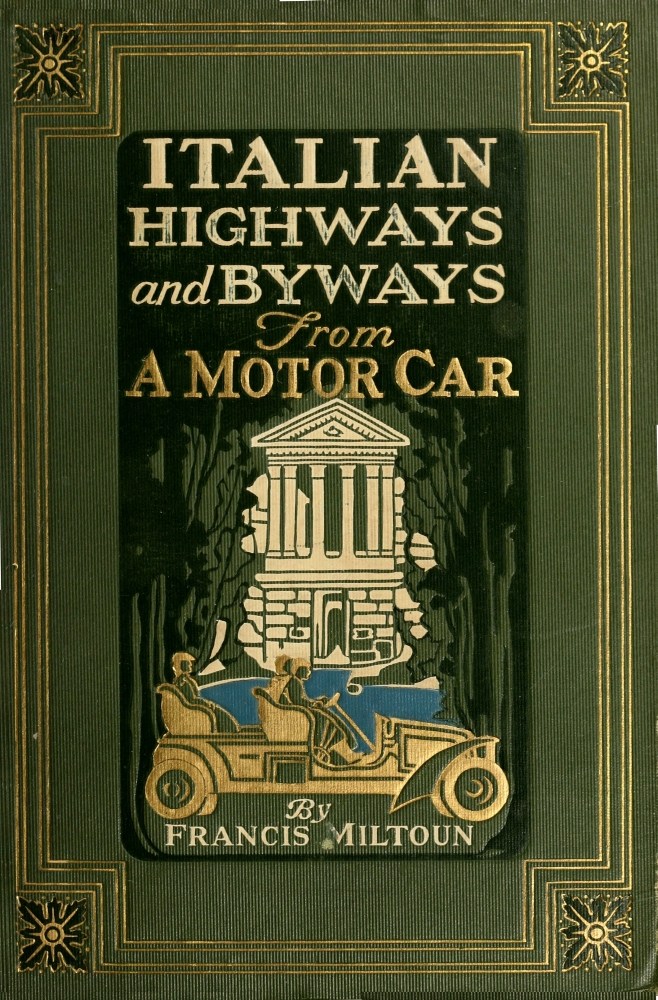 ITALIAN
HIGHWAYS
and BYWAYS
From
A MOTOR CAR
By
FRANCIS MILTOUN